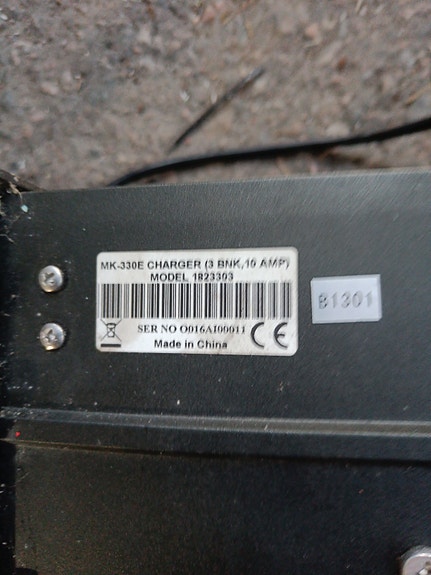 MK-330E CHARGER (3 BNK,10 AMP)
MODEL 1823303
SER NO O016AI00011
CE
Made in China
B1301